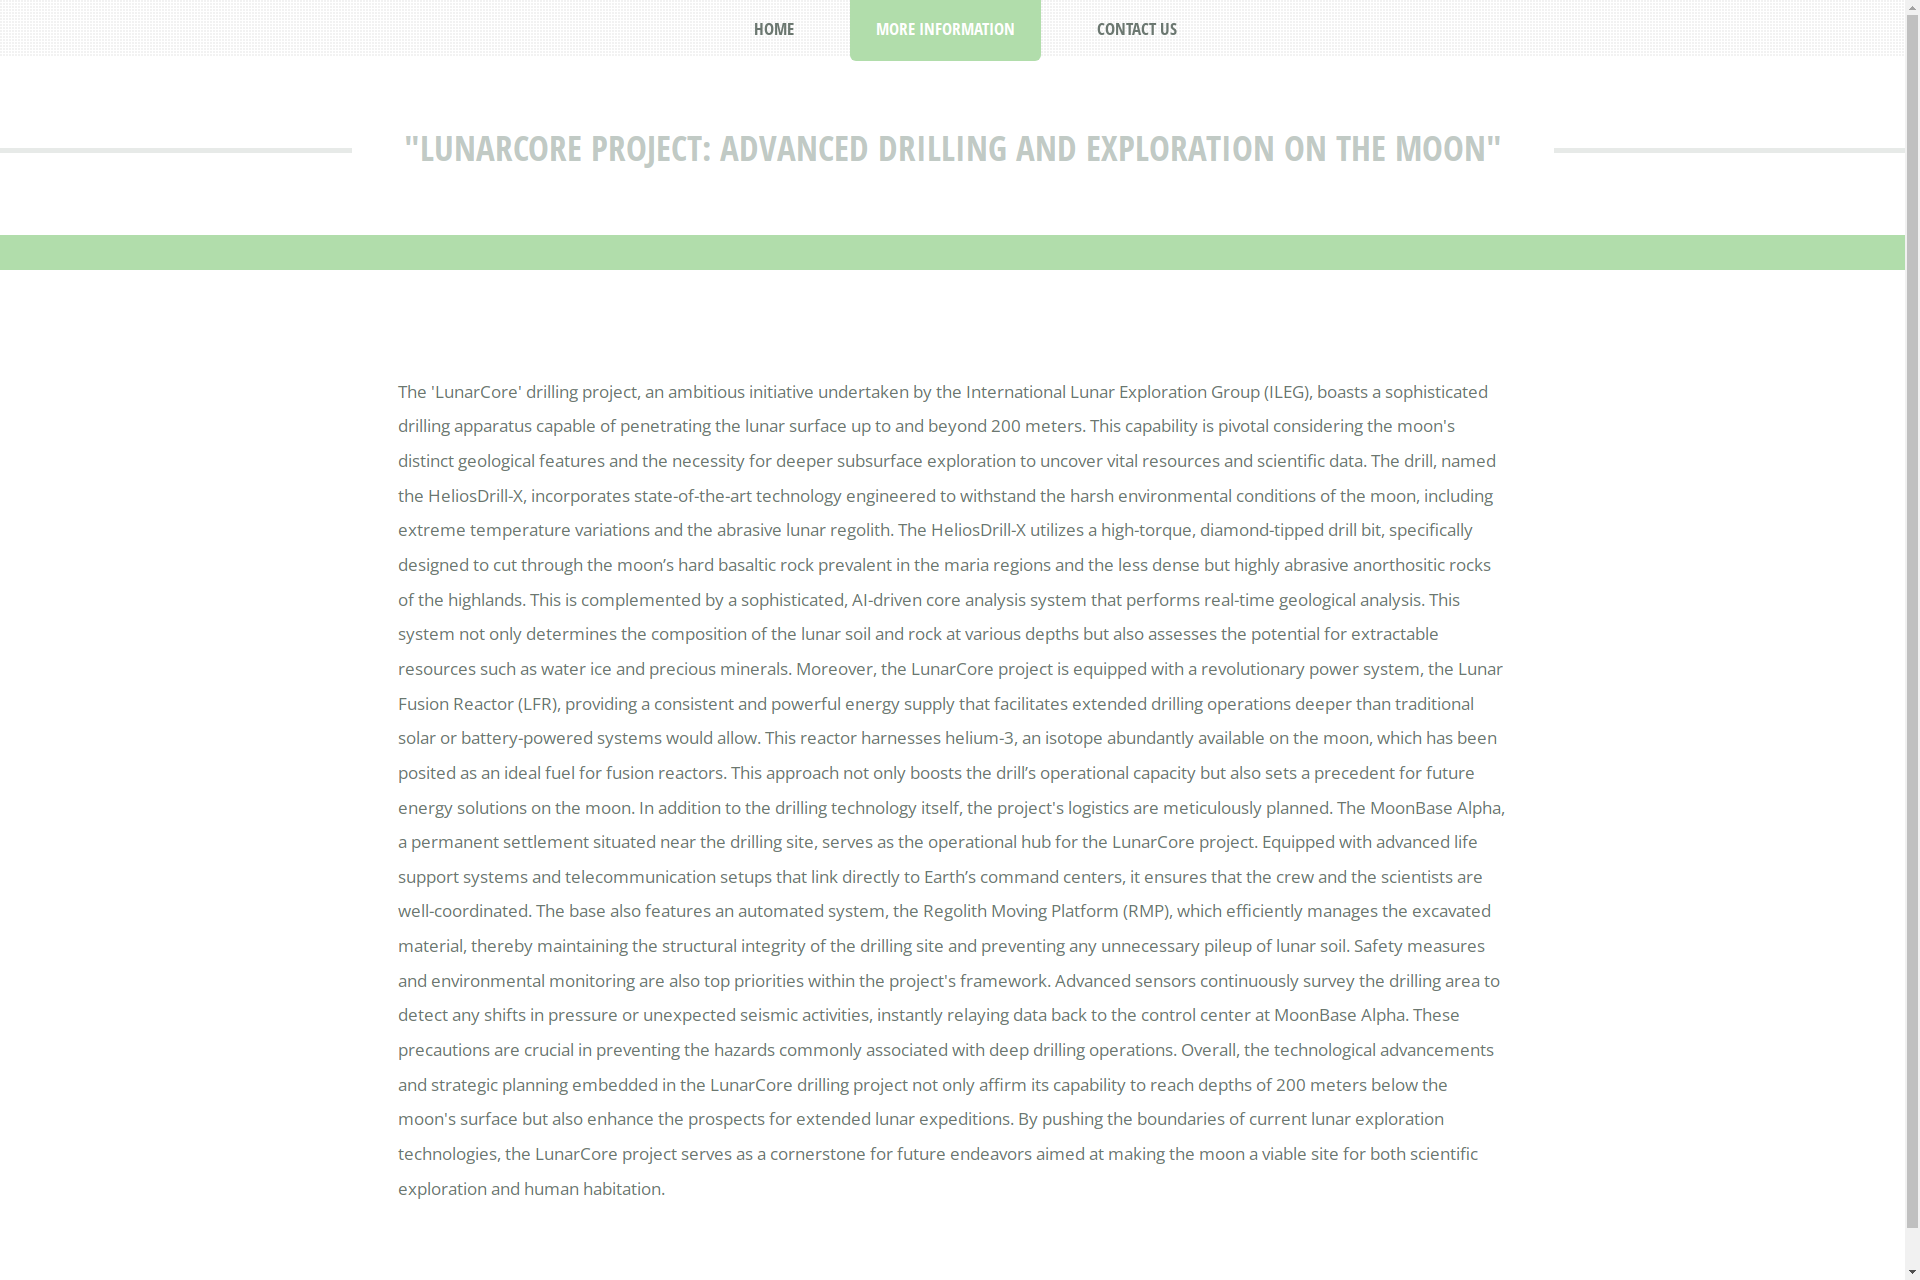 HOME
MORE INFORMATION
CONTACT US
"LUNARCORE PROJECT: ADVANCED DRILLING AND EXPLORATION ON THE MOON"
The 'LunarCore' drilling project, an ambitious initiative undertaken by the International Lunar Exploration Group (ILEG), boasts a sophisticated
drilling apparatus capable of penetrating the lunar surface up to and beyond 200 meters. This capability is pivotal considering the moon's
distinct geological features and the necessity for deeper subsurface exploration to uncover vital resources and scientific data. The drill, named
the HeliosDrill-X, incorporates state-of-the-art technology engineered to withstand the harsh environmental conditions of the moon, including
extreme temperature variations and the abrasive lunar regolith. The HeliosDrill-X utilizes a high-torque, diamond-tipped drill bit, specifically
designed to cut through the moon’s hard basaltic rock prevalent in the maria regions and the less dense but highly abrasive anorthositic rocks
of the highlands. This is complemented by a sophisticated, AI-driven core analysis system that performs real-time geological analysis. This
system not only determines the composition of the lunar soil and rock at various depths but also assesses the potential for extractable
resources such as water ice and precious minerals. Moreover, the LunarCore project is equipped with a revolutionary power system, the Lunar
Fusion Reactor (LFR), providing a consistent and powerful energy supply that facilitates extended drilling operations deeper than traditional
solar or battery-powered systems would allow. This reactor harnesses helium-3, an isotope abundantly available on the moon, which has been
posited as an ideal fuel for fusion reactors. This approach not only boosts the drill’s operational capacity but also sets a precedent for future
energy solutions on the moon. In addition to the drilling technology itself, the project's logistics are meticulously planned. The MoonBase Alpha,
a permanent settlement situated near the drilling site, serves as the operational hub for the LunarCore project. Equipped with advanced life
support systems and telecommunication setups that link directly to Earth’s command centers, it ensures that the crew and the scientists are
well-coordinated. The base also features an automated system, the Regolith Moving Platform (RMP), which efficiently manages the excavated
material, thereby maintaining the structural integrity of the drilling site and preventing any unnecessary pileup of lunar soil. Safety measures
and environmental monitoring are also top priorities within the project's framework. Advanced sensors continuously survey the drilling area to
detect any shifts in pressure or unexpected seismic activities, instantly relaying data back to the control center at MoonBase Alpha. These
precautions are crucial in preventing the hazards commonly associated with deep drilling operations. Overall, the technological advancements
and strategic planning embedded in the LunarCore drilling project not only affirm its capability to reach depths of 200 meters below the
moon's surface but also enhance the prospects for extended lunar expeditions. By pushing the boundaries of current lunar exploration
technologies, the LunarCore project serves as a cornerstone for future endeavors aimed at making the moon a viable site for both scientific
exploration and human habitation.